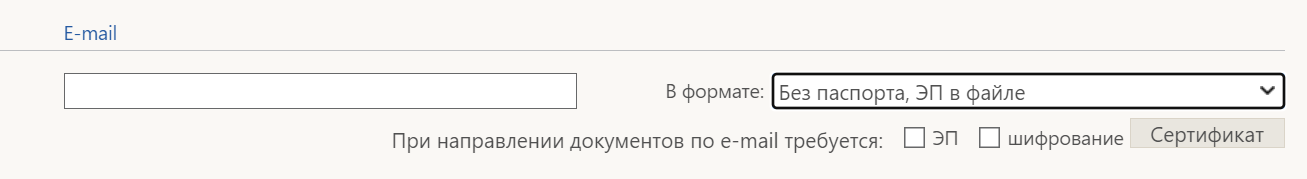 E-mail
В формате: Без паспорта, ЭП в файле
При направлении документов по e-mail требуется: ЭП шифрование Сертификат